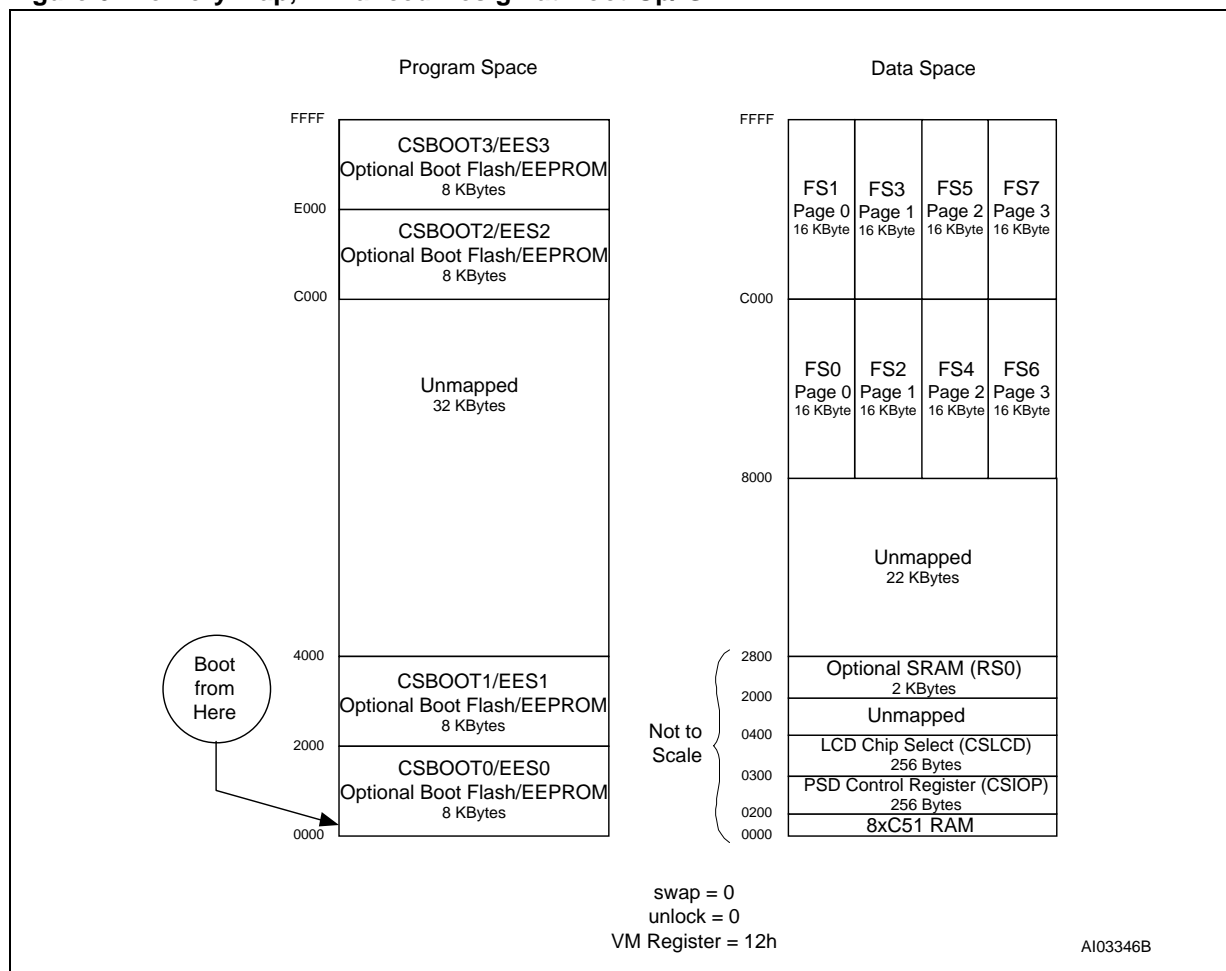 Program Space
FFFF
CSBOOT3/EES3
Optional Boot Flash/EEPROM
8 KBytes
E000
CSBOOT2/EES2
Optional Boot Flash/EEPROM
8 KBytes
C000
Unmapped
32 KBytes
4000
CSBOOT1/EES1
Optional Boot Flash/EEPROM
8 KBytes
2000
CSBOOT0/EES0
Optional Boot Flash/EEPROM
8 KBytes
0000
Boot
from
Here
Data Space
FFFF
FS1
Page 0
16 KByte
FS3
Page 1
16 KByte
FS5
Page 2
16 KByte
FS7
Page 3
16 KByte
C000
FS0
Page 0
16 KByte
FS2
Page 1
16 KByte
FS4
Page 2
16 KByte
FS6
Page 3
16 KByte
8000
Unmapped
22 KBytes
2800
Optional SRAM (RS0)
2 KBytes
2000
Unmapped
0400
LCD Chip Select (CSLCD)
256 Bytes
0300
PSD Control Register (CSIOP)
256 Bytes
0200
8xC51 RAM
0000
Not to
Scale
swap = 0
unlock = 0
VM Register = 12h
AI03346B